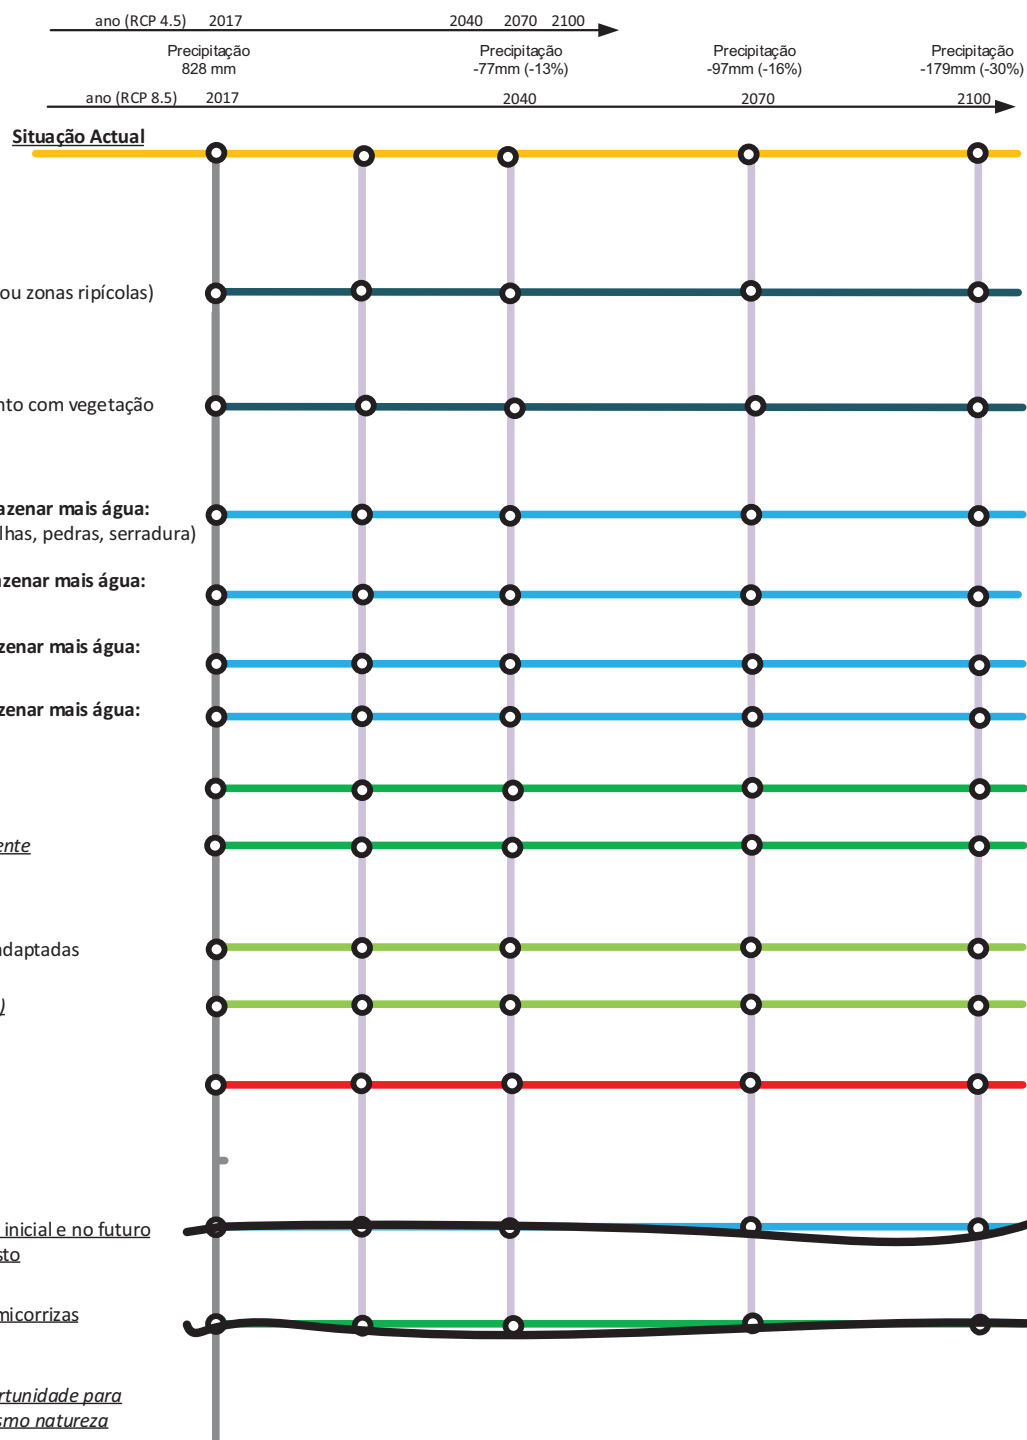 ano (RCP 4.5) 2017 2040 2070 2100
Precipitação Precipitação Precipitação Precipitação
828 mm -77mm (-13%) -97mm (-16%) -179mm (-30%)
ano (RCP 8.5) 2017 2040 2070 2100
Situação Actual
ou zonas ripícolas)
nto com vegetação
azenar mais água:
lhas, pedras, serradura)
azenar mais água:
zenar mais água:
zenar mais água:
ente
adaptadas
)
inicial e no futuro
sto
micorrizas
rtunidade para
smo natureza